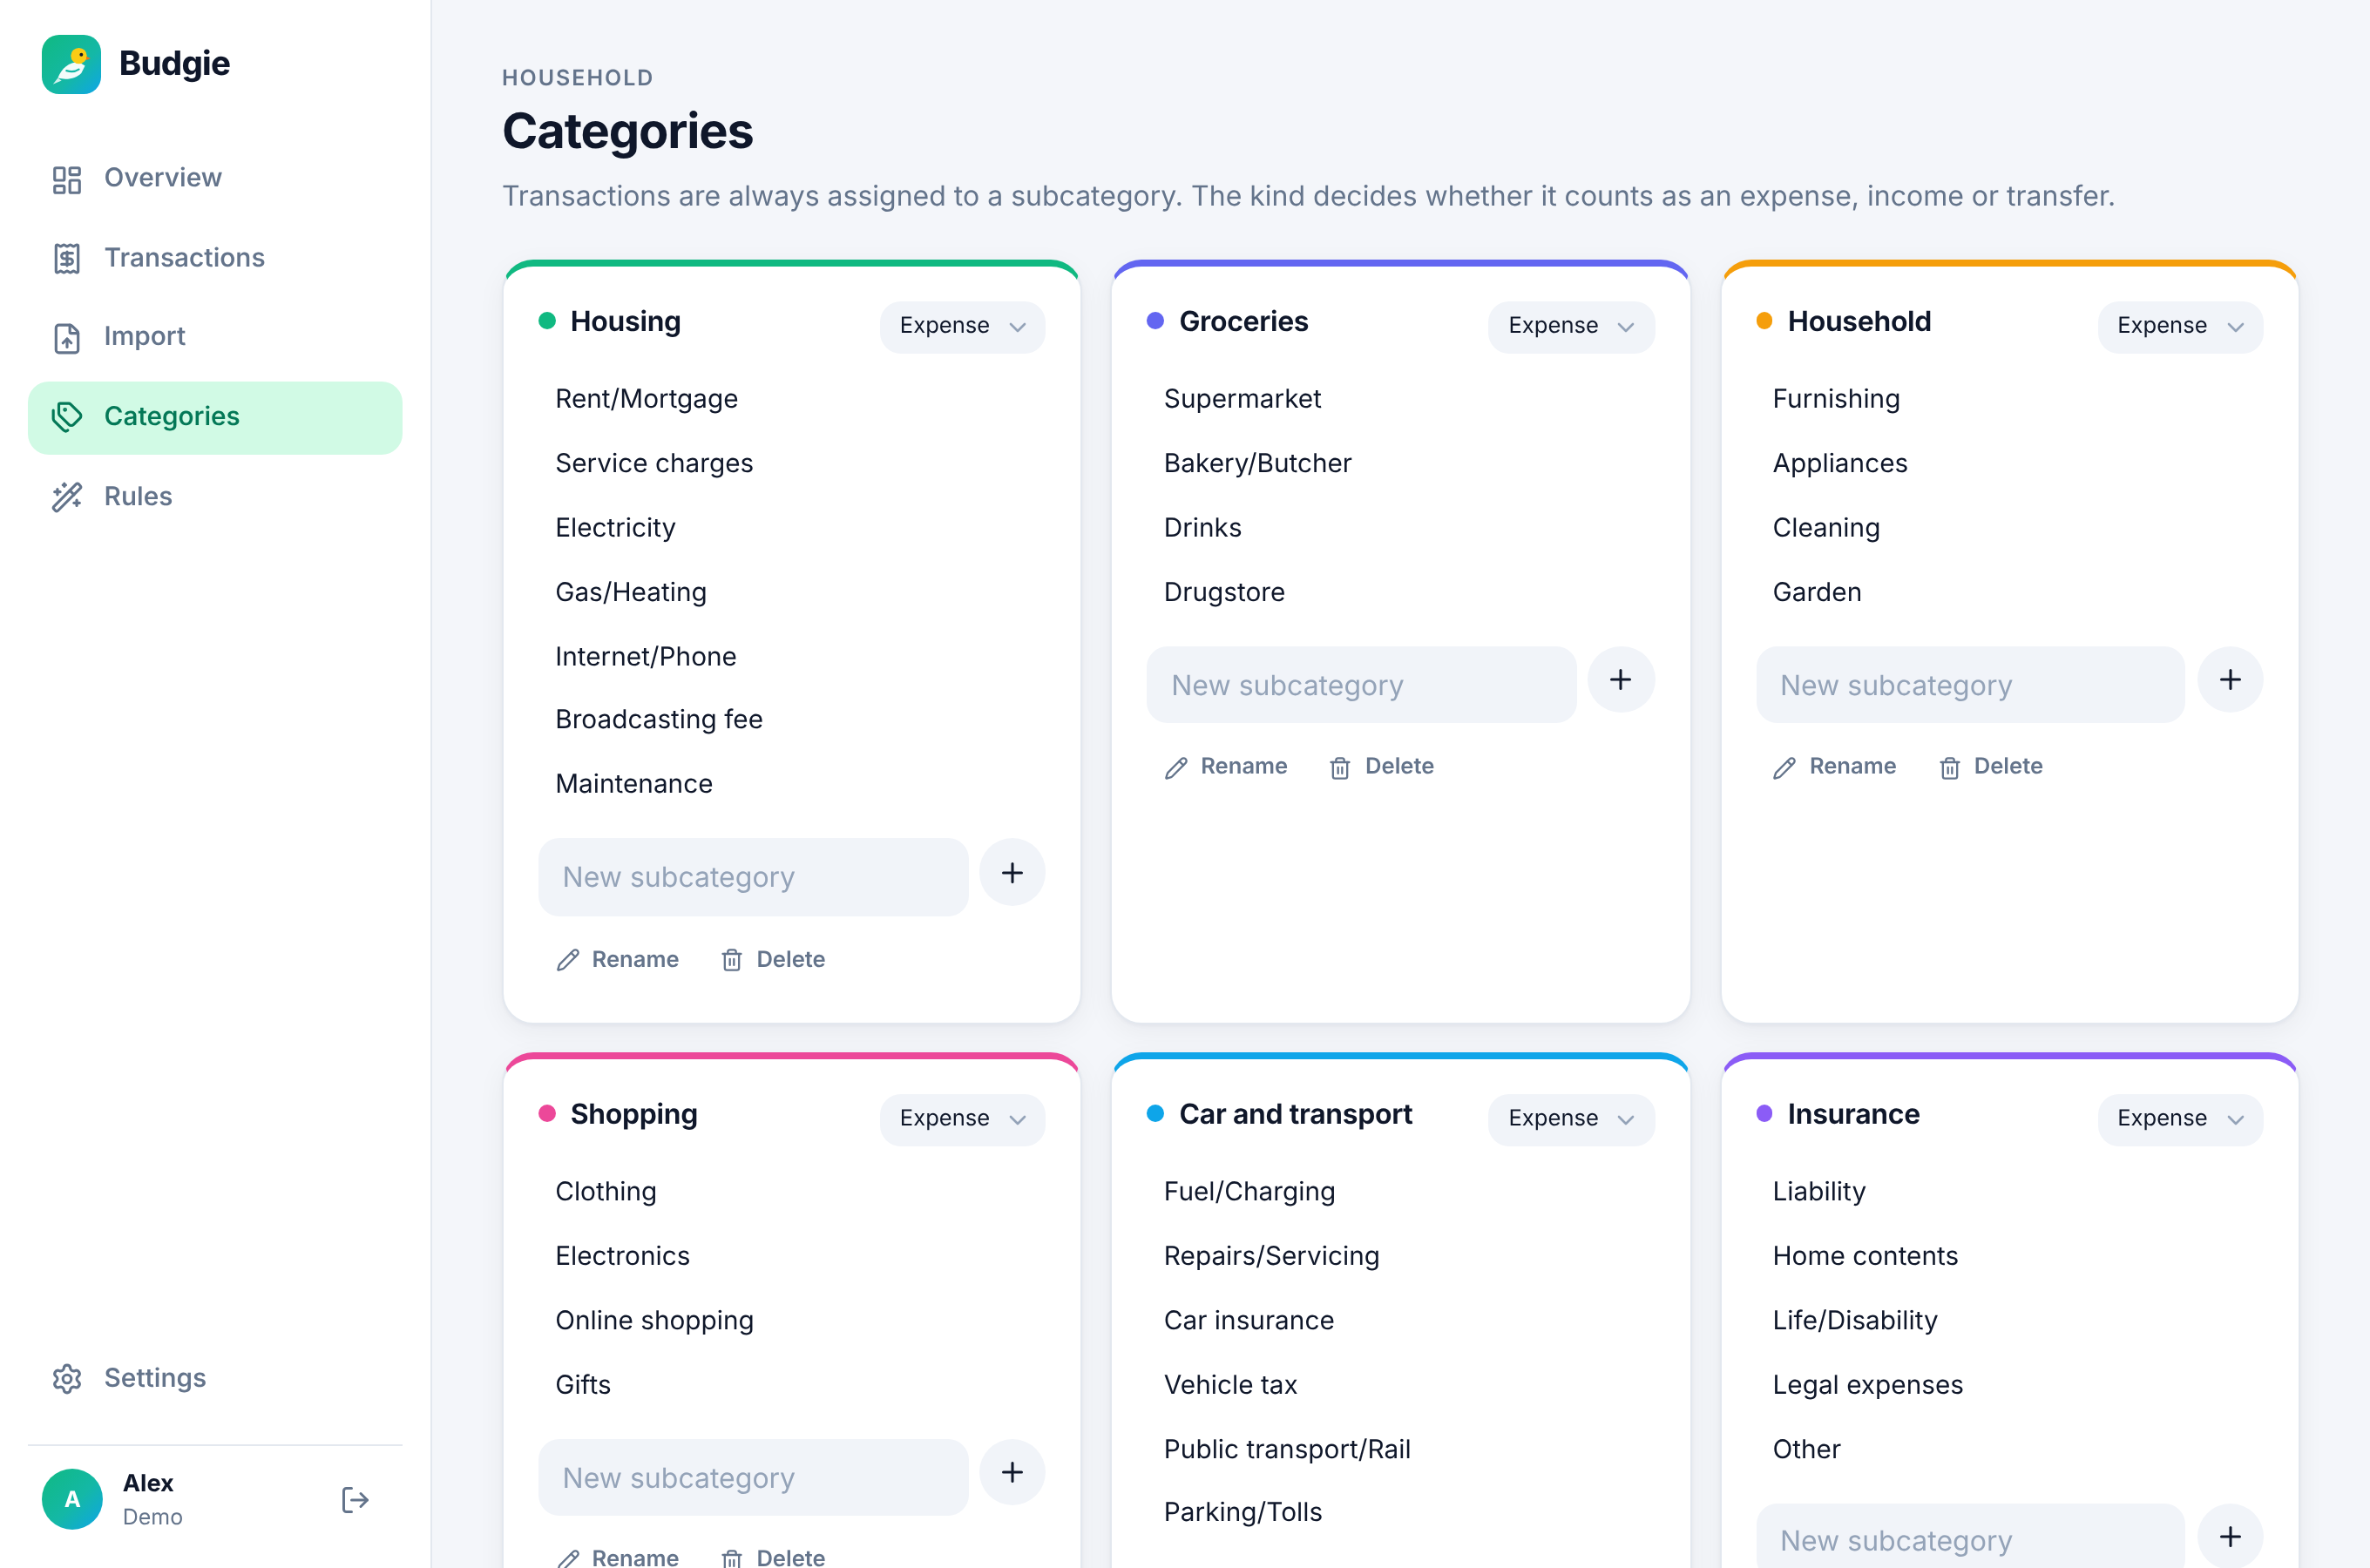 Budgie
Overview
Transactions
Import
Categories
Rules
Settings
A
Alex
Demo
HOUSEHOLD
Categories
Transactions are always assigned to a subcategory. The kind decides whether it counts as an expense, income or transfer.
Housing
Expense
Rent/Mortgage
Service charges
Electricity
Gas/Heating
Internet/Phone
Broadcasting fee
Maintenance
New subcategory
Rename Delete
Groceries
Expense
Supermarket
Bakery/Butcher
Drinks
Drugstore
New subcategory
Rename Delete
Household
Expense
Furnishing
Appliances
Cleaning
Garden
New subcategory
Rename Delete
Shopping
Expense
Clothing
Electronics
Online shopping
Gifts
New subcategory
Rename Delete
Car and transport
Expense
Fuel/Charging
Repairs/Servicing
Car insurance
Vehicle tax
Public transport/Rail
Parking/Tolls
Insurance
Expense
Liability
Home contents
Life/Disability
Legal expenses
Other
New subcategory